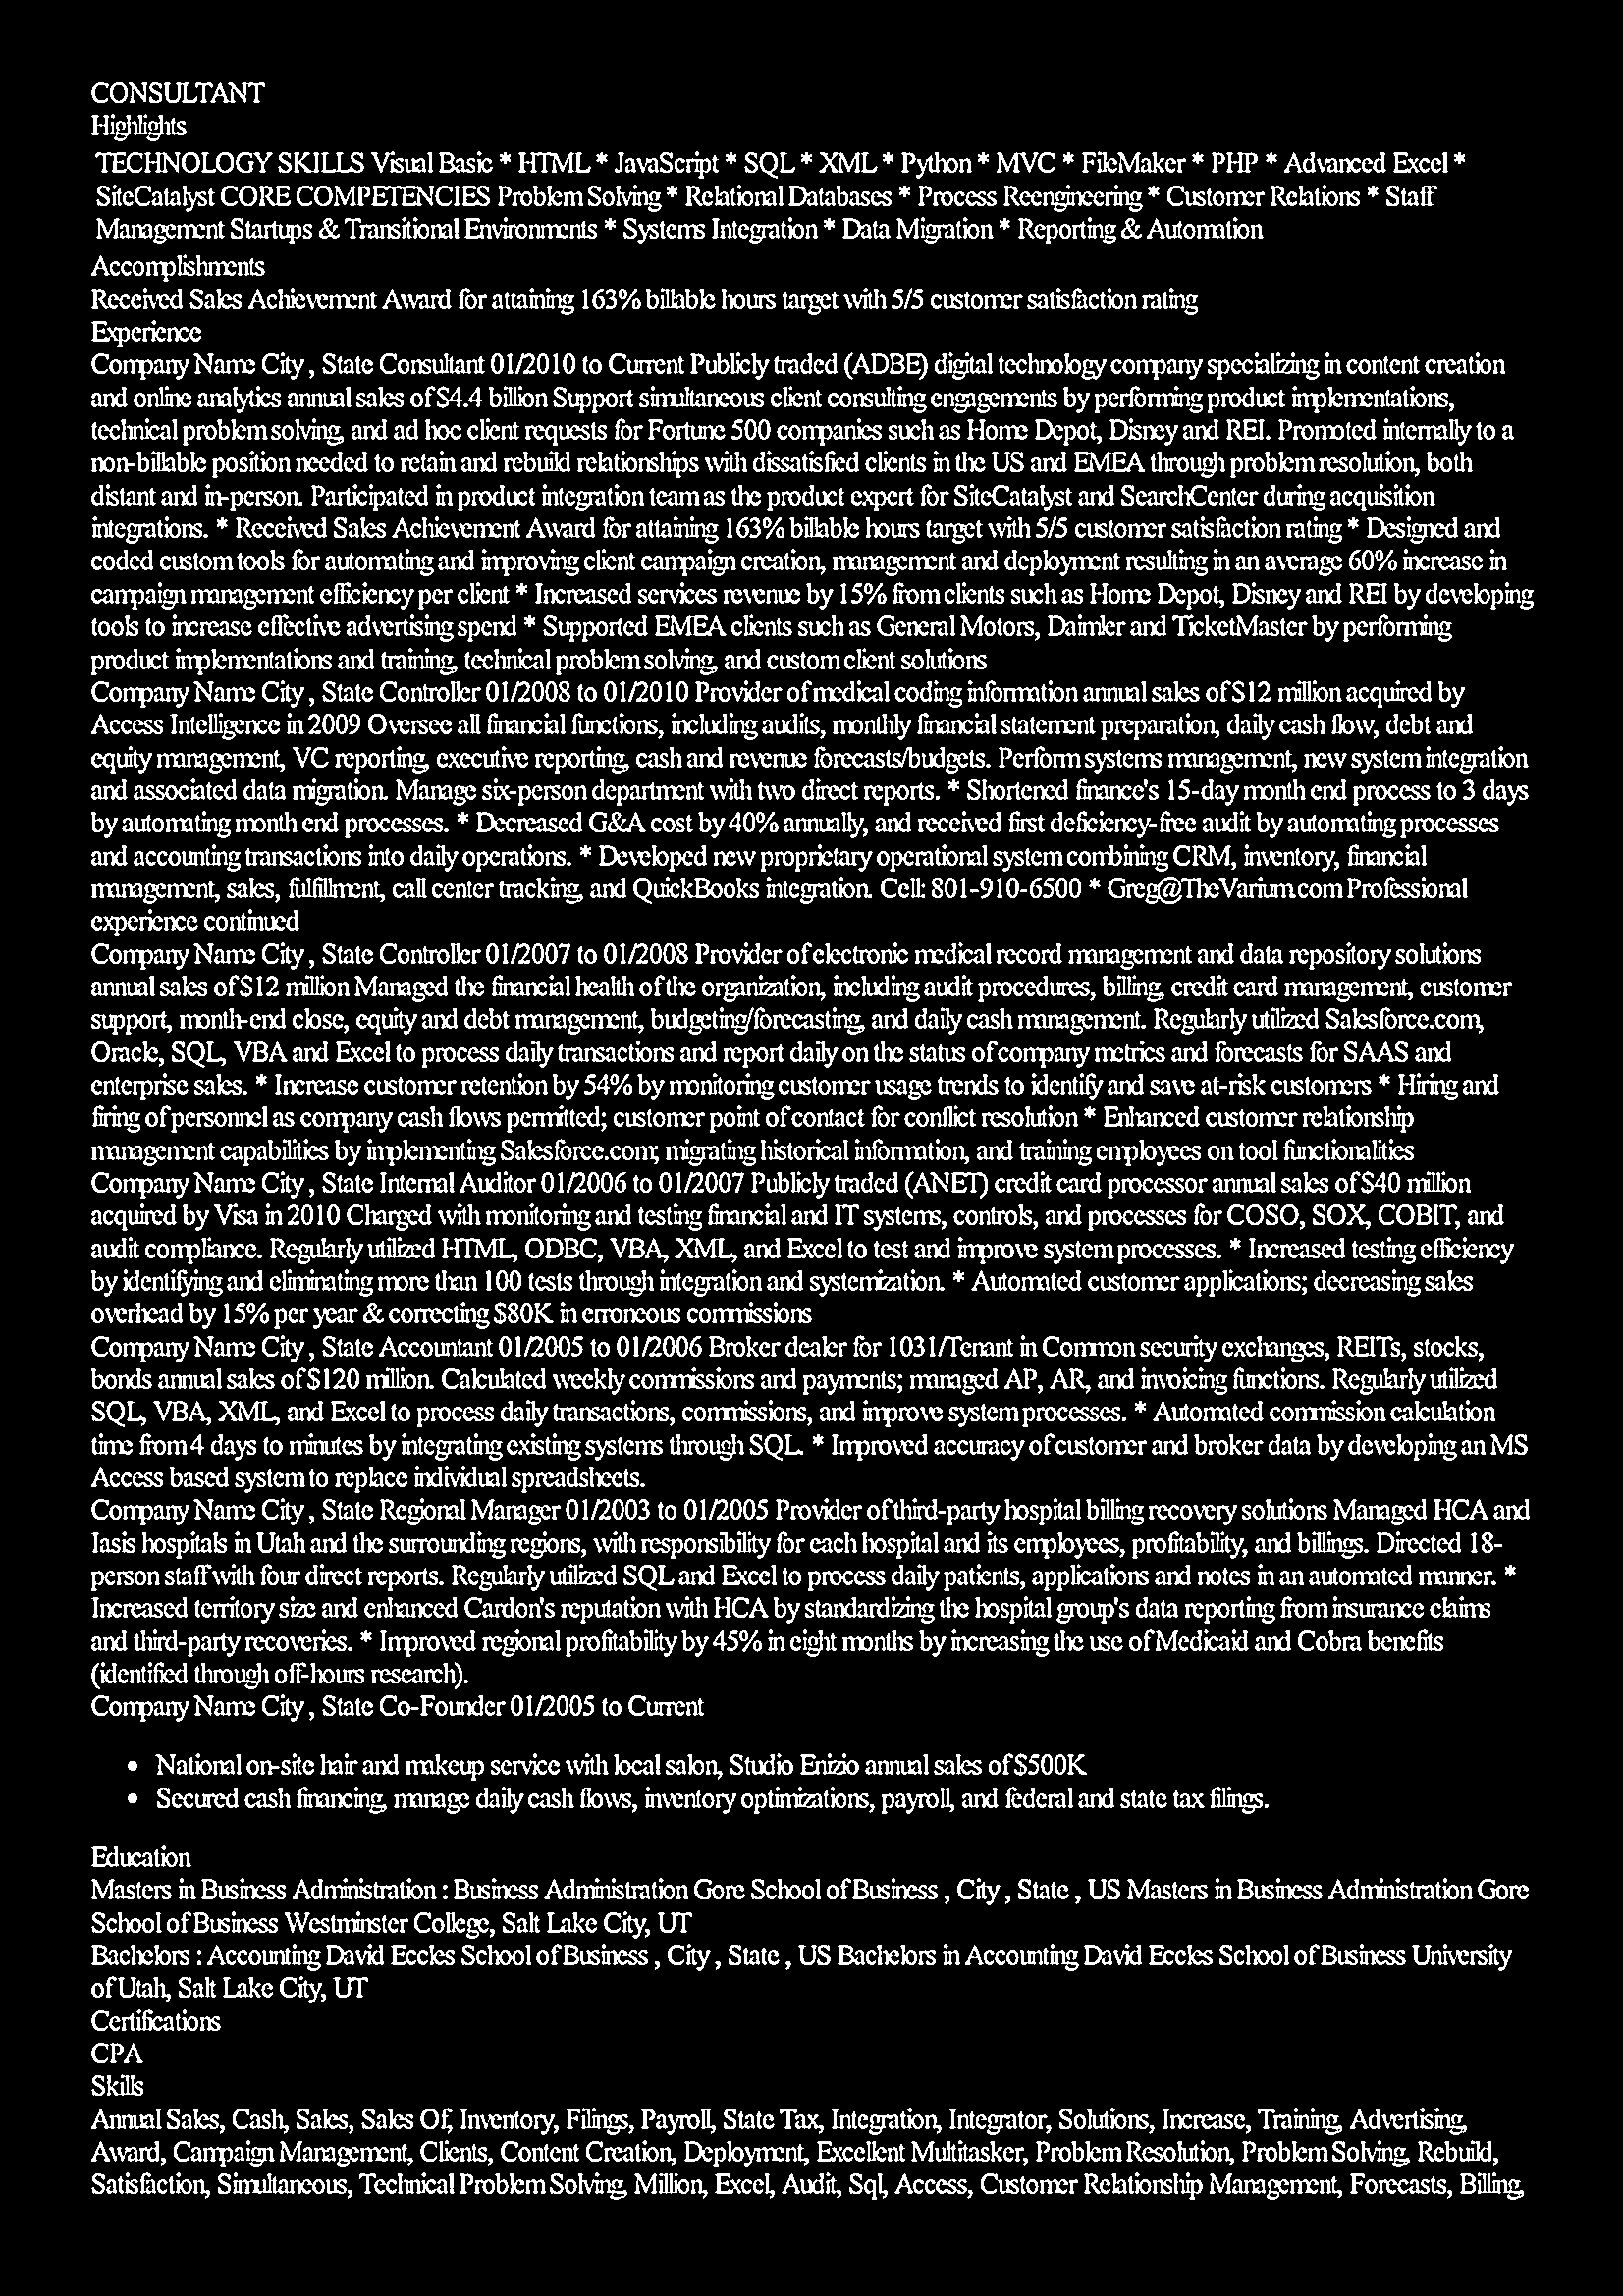 CONSULTANT
Highlights
TECHNOLOGY SKILLS Visual Basic * HTML * JavaScript * SQL * XML * Python * MVC * FileMaker * PHP * Advanced Excel *
SiteCatalyst CORE COMPETENCIES Problem Solving * Relational Databases * Process Reengineering * Customer Relations * Staff
Management Startups & Transitional Environments * Systems Integration * Data Migration * Reporting & Automation
Accomplishments
Received Sales Achievement Award for attaining 163% billable hours target with 5/5 customer satisfaction rating
Experience
Company Name City , State Consultant 01/2010 to Current Publicly traded (ADBE) digital technology company specializing in content creation
and online analytics annual sales of $4.4 billion Support simultaneous client consulting engagements by performing product implementations,
technical problem solving, and ad hoc client requests for Fortune 500 companies such as Home Depot, Disney and REI. Promoted internally to a
non-billable position needed to retain and rebuild relationships with dissatisfied clients in the US and EMEA through problem resolution, both
distant and in-person. Participated in product integration team as the product expert for SiteCatalyst and SearchCenter during acquisition
integrations. * Received Sales Achievement Award for attaining 163% billable hours target with 5/5 customer satisfaction rating * Designed and
coded custom tools for automating and improving client campaign creation, management and deployment resulting in an average 60% increase in
campaign management efficiency per client * Increased services revenue by 15% from clients such as Home Depot, Disney and REI by developing
tools to increase effective advertising spend * Supported EMEA clients such as General Motors, Daimler and TicketMaster by performing
product implementations and training, technical problem solving, and custom client solutions
Company Name City , State Controller 01/2008 to 01/2010 Provider of medical coding information annual sales of $12 million acquired by
Access Intelligence in 2009 Oversee all financial functions, including audits, monthly financial statement preparation, daily cash flow, debt and
equity management, VC reporting, executive reporting, cash and revenue forecasts/budgets. Perform systems management, new system integration
and associated data migration. Manage six-person department with two direct reports. * Shortened finance's 15-day month end process to 3 days
by automating month end processes. * Decreased G&A cost by 40% annually, and received first deficiency-free audit by automating processes
and accounting transactions into daily operations. * Developed new proprietary operational system combining CRM, inventory, financial
management, sales, fulfillment, call center tracking, and QuickBooks integration. Cell: 801-910-6500 * Greg@TheVarium.com Professional
experience continued
Company Name City , State Controller 01/2007 to 01/2008 Provider of electronic medical record management and data repository solutions
annual sales of $12 million Managed the financial health of the organization, including audit procedures, billing, credit card management, customer
support, month-end close, equity and debt management, budgeting/forecasting, and daily cash management. Regularly utilized Salesforce.com,
Oracle, SQL, VBA and Excel to process daily transactions and report daily on the status of company metrics and forecasts for SAAS and
enterprise sales. * Increase customer retention by 54% by monitoring customer usage trends to identify and save at-risk customers * Hiring and
firing of personnel as company cash flows permitted; customer point of contact for conflict resolution * Enhanced customer relationship
management capabilities by implementing Salesforce.com; migrating historical information, and training employees on tool functionalities
Company Name City , State Internal Auditor 01/2006 to 01/2007 Publicly traded (ANET) credit card processor annual sales of $40 million
acquired by Visa in 2010 Charged with monitoring and testing financial and IT systems, controls, and processes for COSO, SOX, COBIT, and
audit compliance. Regularly utilized HTML, ODBC, VBA, XML, and Excel to test and improve system processes. * Increased testing efficiency
by identifying and eliminating more than 100 tests through integration and systemization. * Automated customer applications; decreasing sales
overhead by 15% per year & correcting $80K in erroneous commissions
Company Name City , State Accountant 01/2005 to 01/2006 Broker dealer for 1031/Tenant in Common security exchanges, REITs, stocks,
bonds annual sales of $120 million. Calculated weekly commissions and payments; managed AP, AR, and invoicing functions. Regularly utilized
SQL, VBA, XML, and Excel to process daily transactions, commissions, and improve system processes. * Automated commission calculation
time from 4 days to minutes by integrating existing systems through SQL. * Improved accuracy of customer and broker data by developing an MS
Access based system to replace individual spreadsheets.
Company Name City , State Regional Manager 01/2003 to 01/2005 Provider of third-party hospital billing recovery solutions Managed HCA and
Iasis hospitals in Utah and the surrounding regions, with responsibility for each hospital and its employees, profitability, and billings. Directed 18-
person staff with four direct reports. Regularly utilized SQL and Excel to process daily patients, applications and notes in an automated manner. *
Increased territory size and enhanced Cardon's reputation with HCA by standardizing the hospital group's data reporting from insurance claims
and third-party recoveries. * Improved regional profitability by 45% in eight months by increasing the use of Medicaid and Cobra benefits
(identified through off-hours research).
Company Name City , State Co-Founder 01/2005 to Current
• National on-site hair and makeup service with local salon, Studio Enizio annual sales of $500K
• Secured cash financing, manage daily cash flows, inventory optimizations, payroll, and federal and state tax filings.
Education
Masters in Business Administration : Business Administration Gore School of Business , City , State , US Masters in Business Administration Gore
School of Business Westminster College, Salt Lake City, UT
Bachelors : Accounting David Eccles School of Business , City , State , US Bachelors in Accounting David Eccles School of Business University
of Utah, Salt Lake City, UT
Certifications
CPA
Skills
Annual Sales, Cash, Sales, Sales Of, Inventory, Filings, Payroll, State Tax, Integration, Integrator, Solutions, Increase, Training, Advertising,
Award, Campaign Management, Clients, Content Creation, Deployment, Excellent Multitasker, Problem Resolution, Problem Solving, Rebuild,
Satisfaction, Simultaneous, Technical Problem Solving, Million, Excel, Audit, Sql, Access, Customer Relationship Management, Forecasts, Billing,